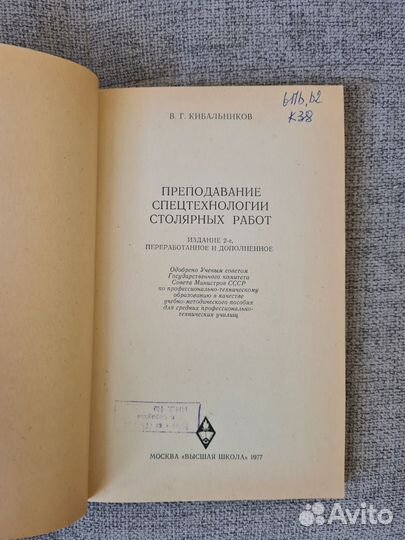 6П6,62
К38
В. Г. КИБАЛЬНИКОВ
ПРЕПОДАВАНИЕ
СПЕЦТЕХНОЛОГИИ
СТОЛЯРНЫХ РАБОТ
ИЗДАНИЕ 2-е,
ПЕРЕРАБОТАННОЕ И ДОПОЛНЕННОЕ
Одобрено Ученым советом
Государственного комитета
Совета Министров СССР
по профессионально-техническому
образованию в качестве
учебно-методического пособия
для средних профессионально-
технических училищ
МОСКВА «ВЫСШАЯ ШКОЛА» 1977
Avito